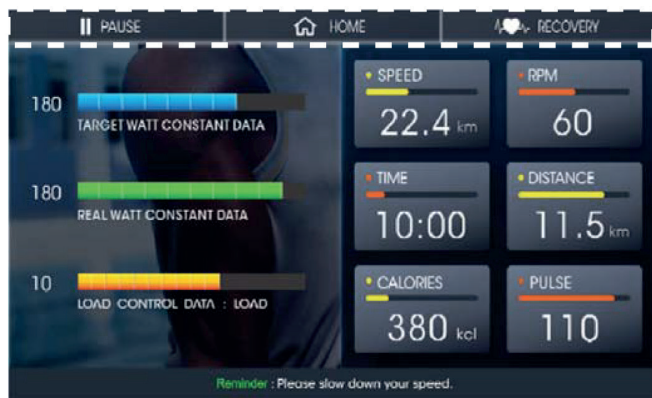 PAUSE
HOME
RECOVERY
180
TARGET WATT CONSTANT DATA
180
REAL WATT CONSTANT DATA
10
LOAD CONTROL DATA : LOAD
SPEED
22.4 km
RPM
60
TIME
10:00
DISTANCE
11.5 km
CALORIES
380 kcl
PULSE
110
Reminder : Please slow down your speed.